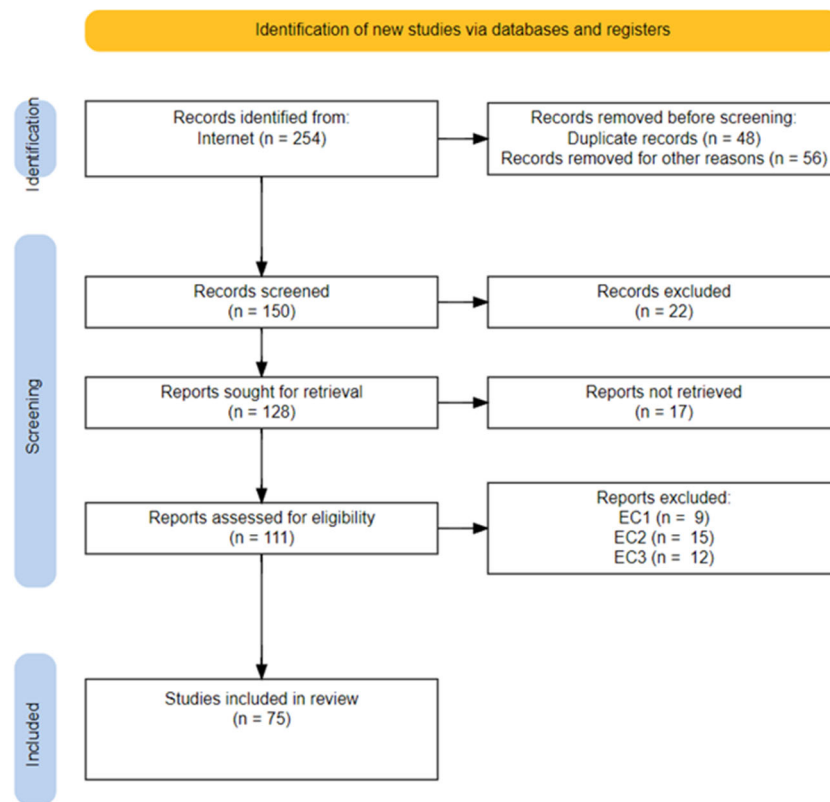 Identification of new studies via databases and registers
Identification
Records identified from:
Internet (n = 254)
Records removed before screening:
Duplicate records (n = 48)
Records removed for other reasons (n = 56)
Screening
Records screened
(n = 150)
Records excluded
(n = 22)
Reports sought for retrieval
(n = 128)
Reports not retrieved
(n = 17)
Reports assessed for eligibility
(n = 111)
Reports excluded:
EC1 (n = 9)
EC2 (n = 15)
EC3 (n = 12)
Included
Studies included in review
(n = 75)